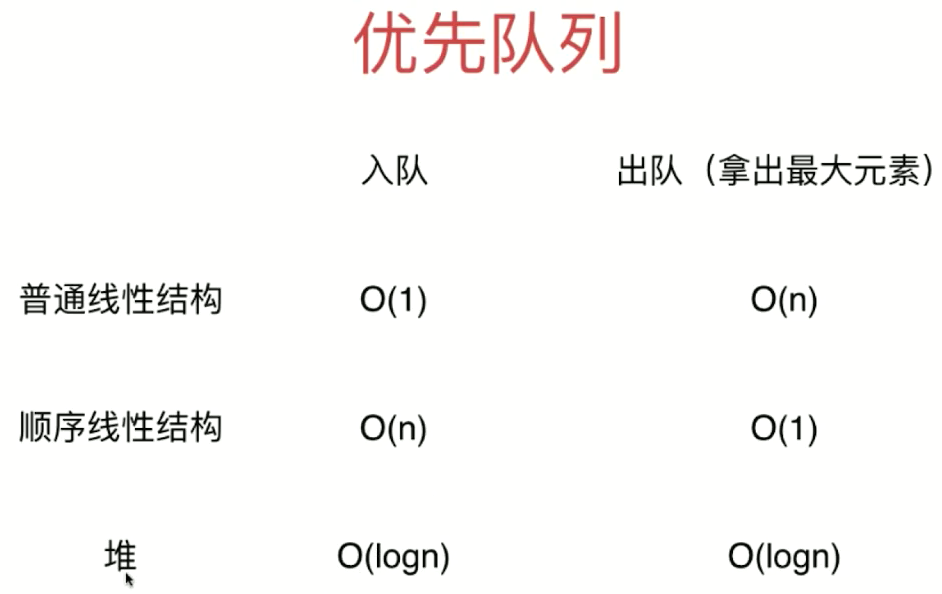 优先队列
入队 出队（拿出最大元素）
普通线性结构 O(1) O(n)
顺序线性结构 O(n) O(1)
堆 O(logn) O(logn)